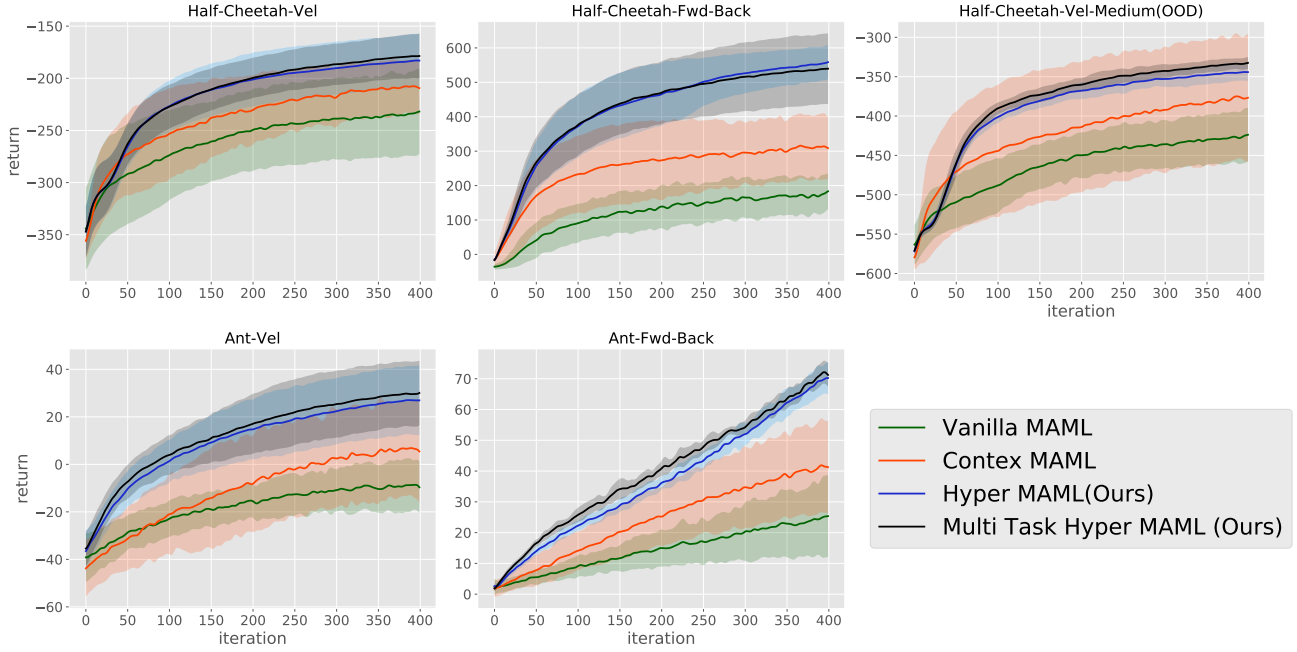 Half-Cheetah-Vel
Half-Cheetah-Fwd-Back
Half-Cheetah-Vel-Medium(OOD)
−150
−200
−250
−300
−350
return
0 50 100 150 200 250 300 350 400
600
500
400
300
200
100
0
0 50 100 150 200 250 300 350 400
−300
−350
−400
−450
−500
−550
−600
0 50 100 150 200 250 300 350 400
iteration
Ant-Vel
Ant-Fwd-Back
40
20
0
−20
−40
−60
return
0 50 100 150 200 250 300 350 400
iteration
70
60
50
40
30
20
10
0
0 50 100 150 200 250 300 350 400
iteration
Vanilla MAML
Contex MAML
Hyper MAML(Ours)
Multi Task Hyper MAML (Ours)